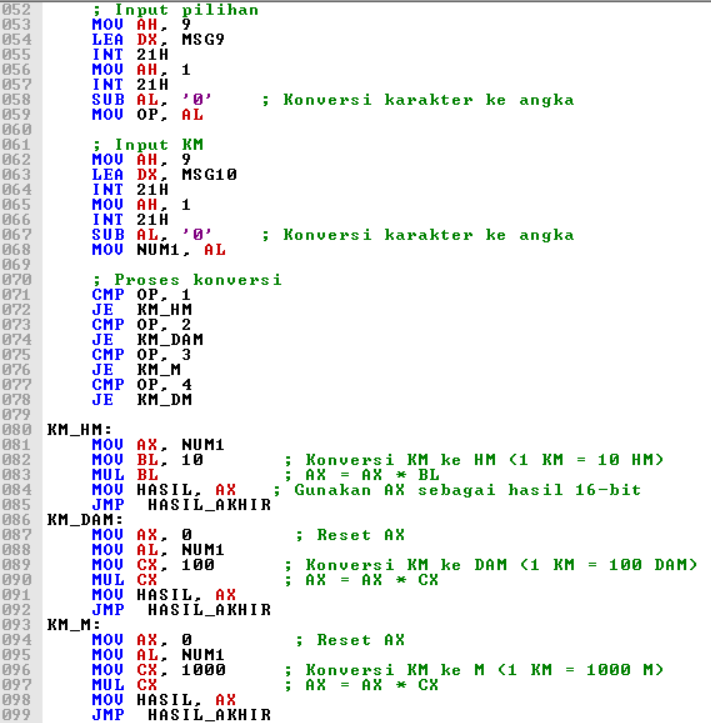 052 ; Input pilihan
053 MOV AH, 9
054 LEA DX, MSG9
055 INT 21H
056 MOV AH, 1
057 INT 21H
058 SUB AL, '0' ; Konversi karakter ke angka
059 MOV OP, AL
060
061 ; Input KM
062 MOV AH, 9
063 LEA DX, MSG10
064 INT 21H
065 MOV AH, 1
066 INT 21H
067 SUB AL, '0' ; Konversi karakter ke angka
068 MOV NUM1, AL
069
070 ; Proses konversi
071 CMP OP, 1
072 JE KM_HM
073 CMP OP, 2
074 JE KM_DAM
075 CMP OP, 3
076 JE KM_M
077 CMP OP, 4
078 JE KM_DM
079
080 KM_HM:
081 MOV AX, NUM1
082 MOV BL, 10 ; Konversi KM ke HM (1 KM = 10 HM)
083 MUL BL ; AX = AX * BL
084 MOV HASIL, AX ; Gunakan AX sebagai hasil 16-bit
085 JMP HASIL_AKHIR
086 KM_DAM:
087 MOV AX, 0 ; Reset AX
088 MOV AL, NUM1
089 MOV CX, 100 ; Konversi KM ke DAM (1 KM = 100 DAM)
090 MUL CX ; AX = AX * CX
091 MOV HASIL, AX
092 JMP HASIL_AKHIR
093 KM_M:
094 MOV AX, 0 ; Reset AX
095 MOV AL, NUM1
096 MOV CX, 1000 ; Konversi KM ke M (1 KM = 1000 M)
097 MUL CX ; AX = AX * CX
098 MOV HASIL, AX
099 JMP HASIL_AKHIR